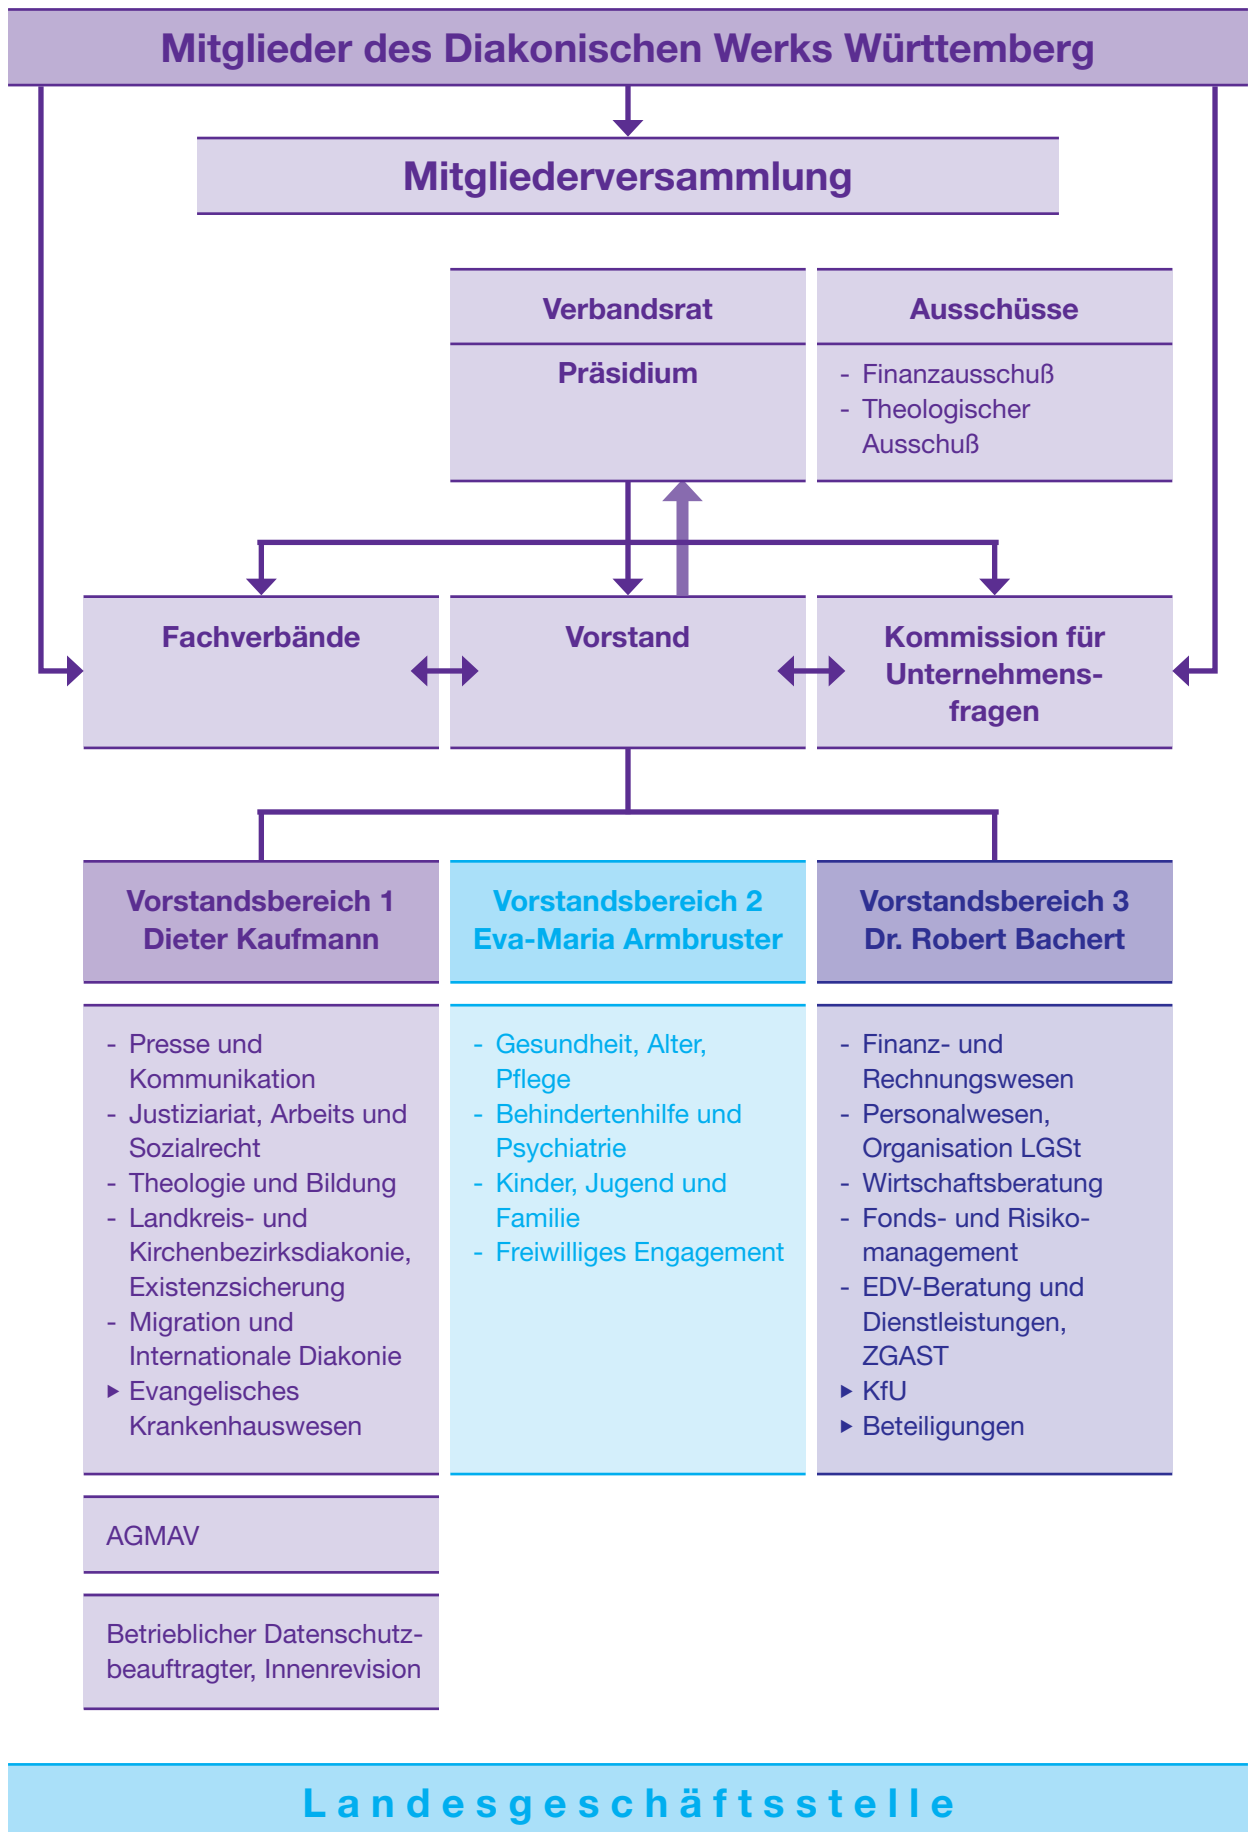 Mitglieder des Diakonischen Werks Württemberg
Mitgliederversammlung
Verbandsrat
Präsidium
Ausschüsse
- Finanzausschuß
- Theologischer
Ausschuß
Fachverbände
Vorstand
Kommission für
Unternehmens-
fragen
Vorstandsbereich 1
Dieter Kaufmann
- Presse und
Kommunikation
- Justiziariat, Arbeits und
Sozialrecht
- Theologie und Bildung
- Landkreis- und
Kirchenbezirksdiakonie,
Existenzsicherung
- Migration und
Internationale Diakonie
▸ Evangelisches
Krankenhauswesen
AGMAV
Betrieblicher Datenschutz-
beauftragter, Innenrevision
Vorstandsbereich 2
Eva-Maria Armbruster
- Gesundheit, Alter,
Pflege
- Behindertenhilfe und
Psychiatrie
- Kinder, Jugend und
Familie
- Freiwilliges Engagement
Vorstandsbereich 3
Dr. Robert Bachert
- Finanz- und
Rechnungswesen
- Personalwesen,
Organisation LGSt
- Wirtschaftsberatung
- Fonds- und Risiko-
management
- EDV-Beratung und
Dienstleistungen,
ZGAST
▸ KfU
▸ Beteiligungen
Landesgeschäftsstelle